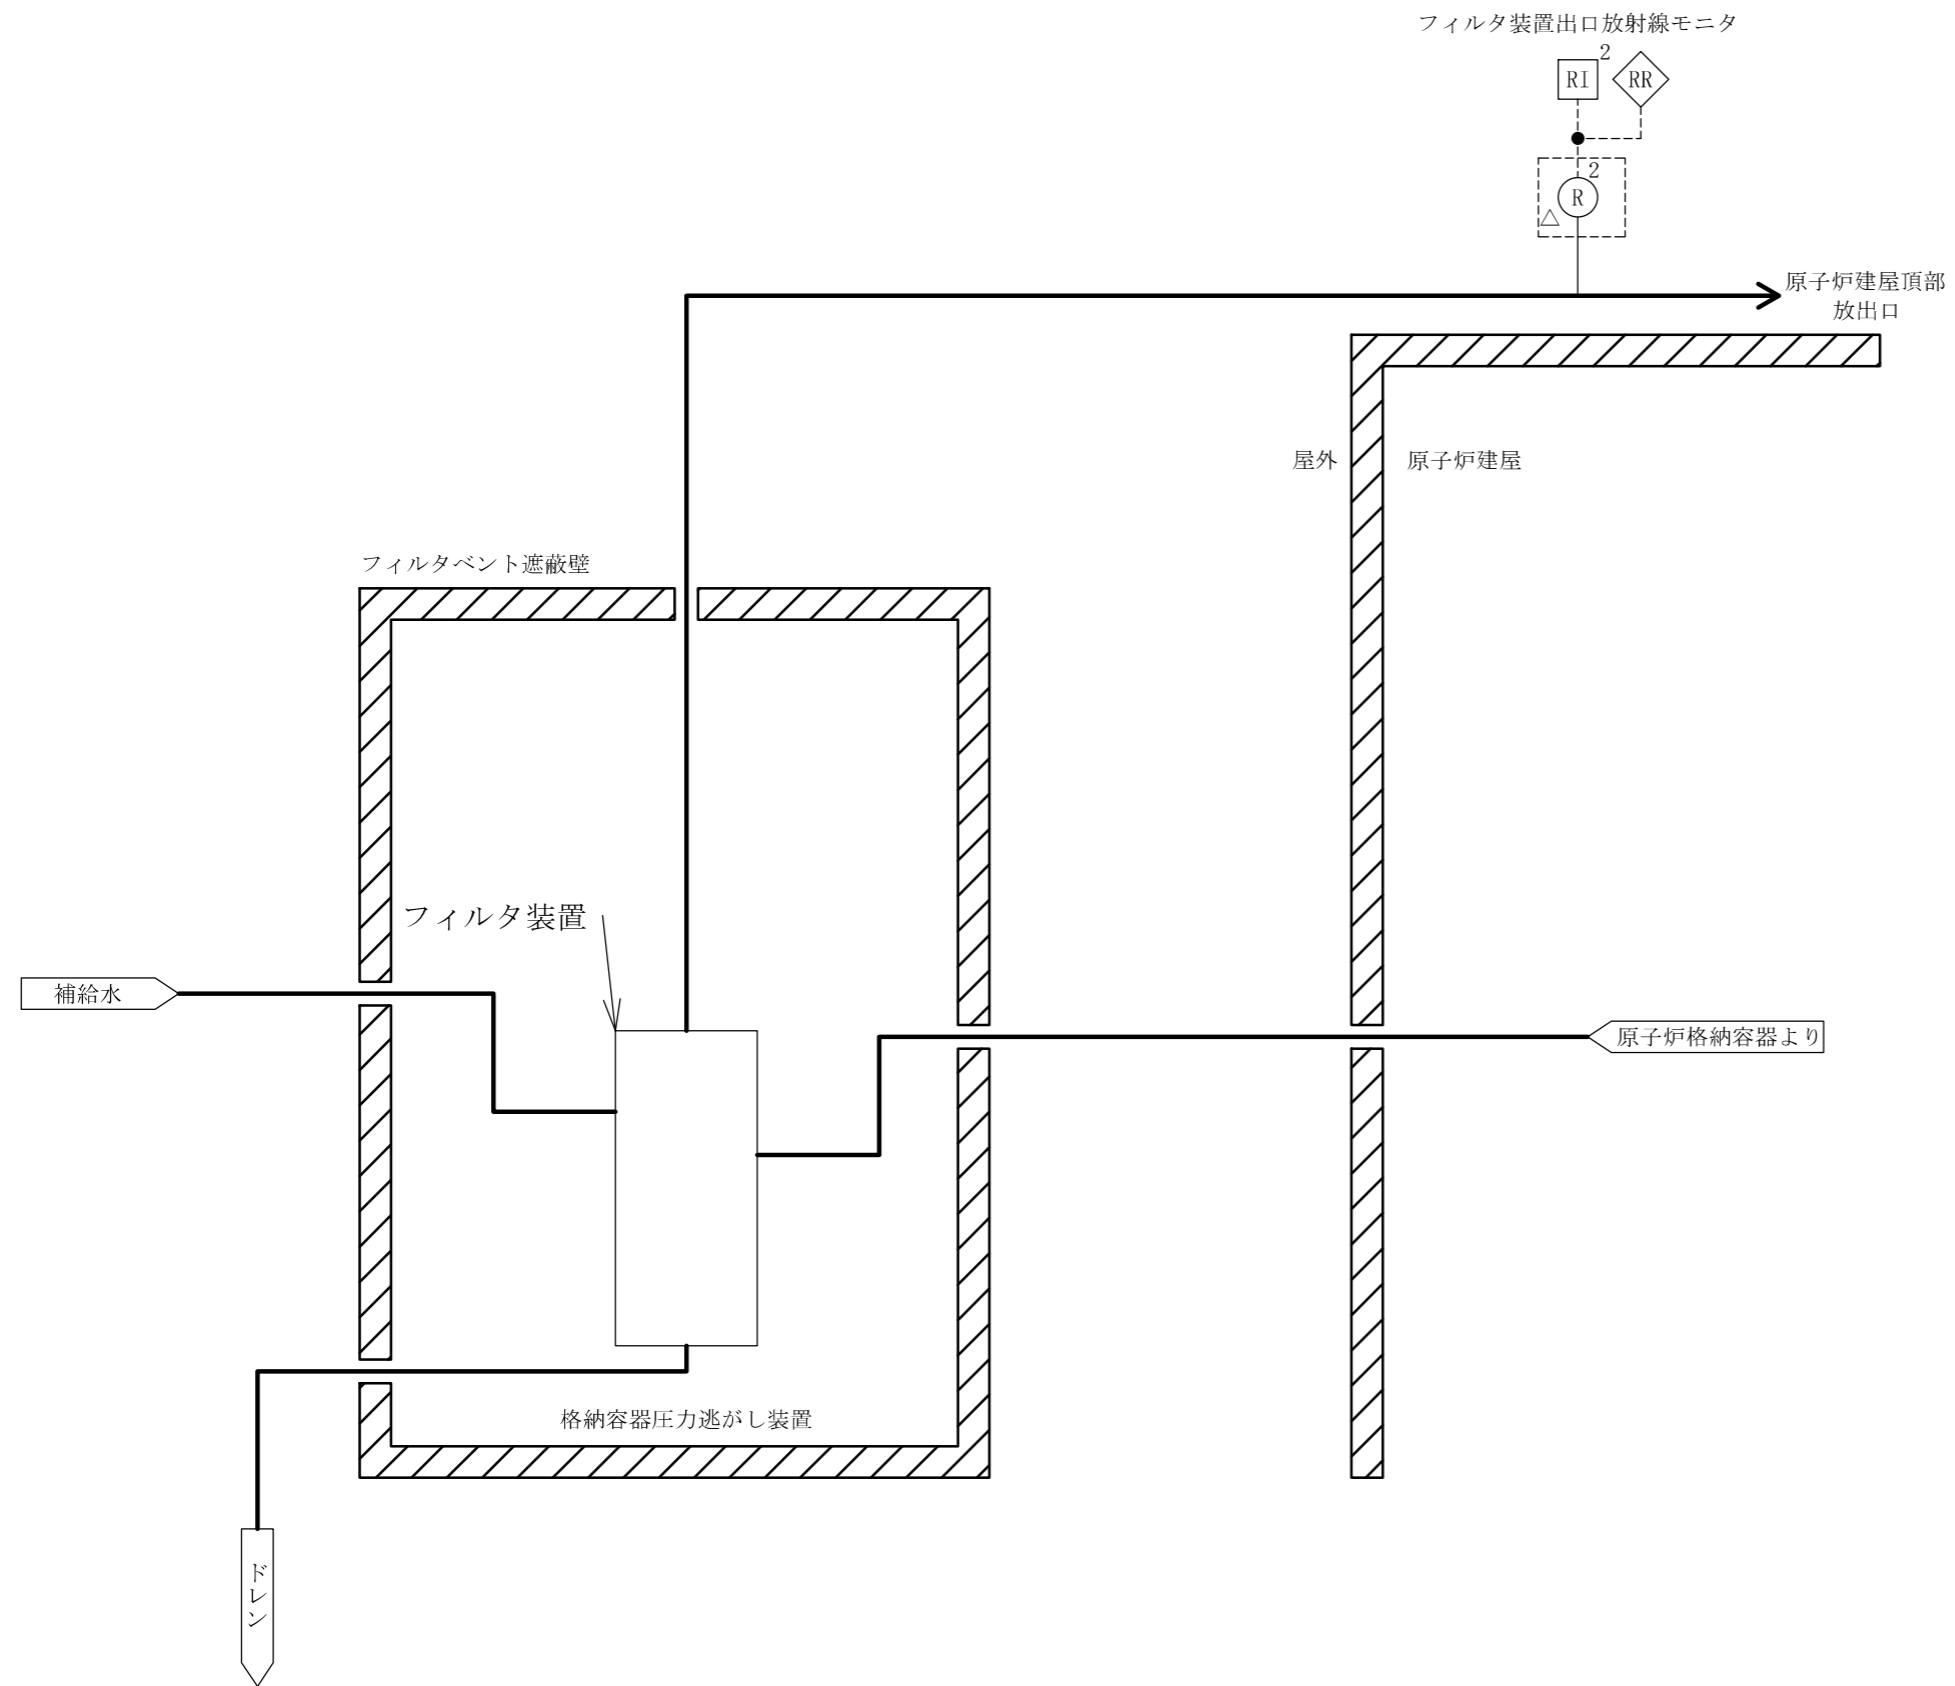 フィルタ装置出口放射線モニタ
2
RI
RR
2
R
原子炉建屋頂部
放出口
屋外
原子炉建屋
フィルタベント遮蔽壁
フィルタ装置
補給水
原子炉格納容器より
格納容器圧力逃がし装置
ドレン